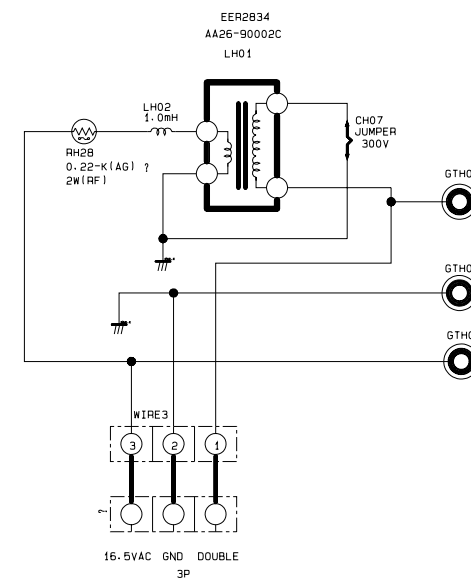 EER2834
AA26-90002C
LH01
LH02
1.0mH
CH07
JUMPER
300V
RH28
0.22-K(AG) ?
2W(RF)
GTH0
GTH0
GTH0
WIRE3
3 2 1
?
16.5VAC GND DOUBLE
3P